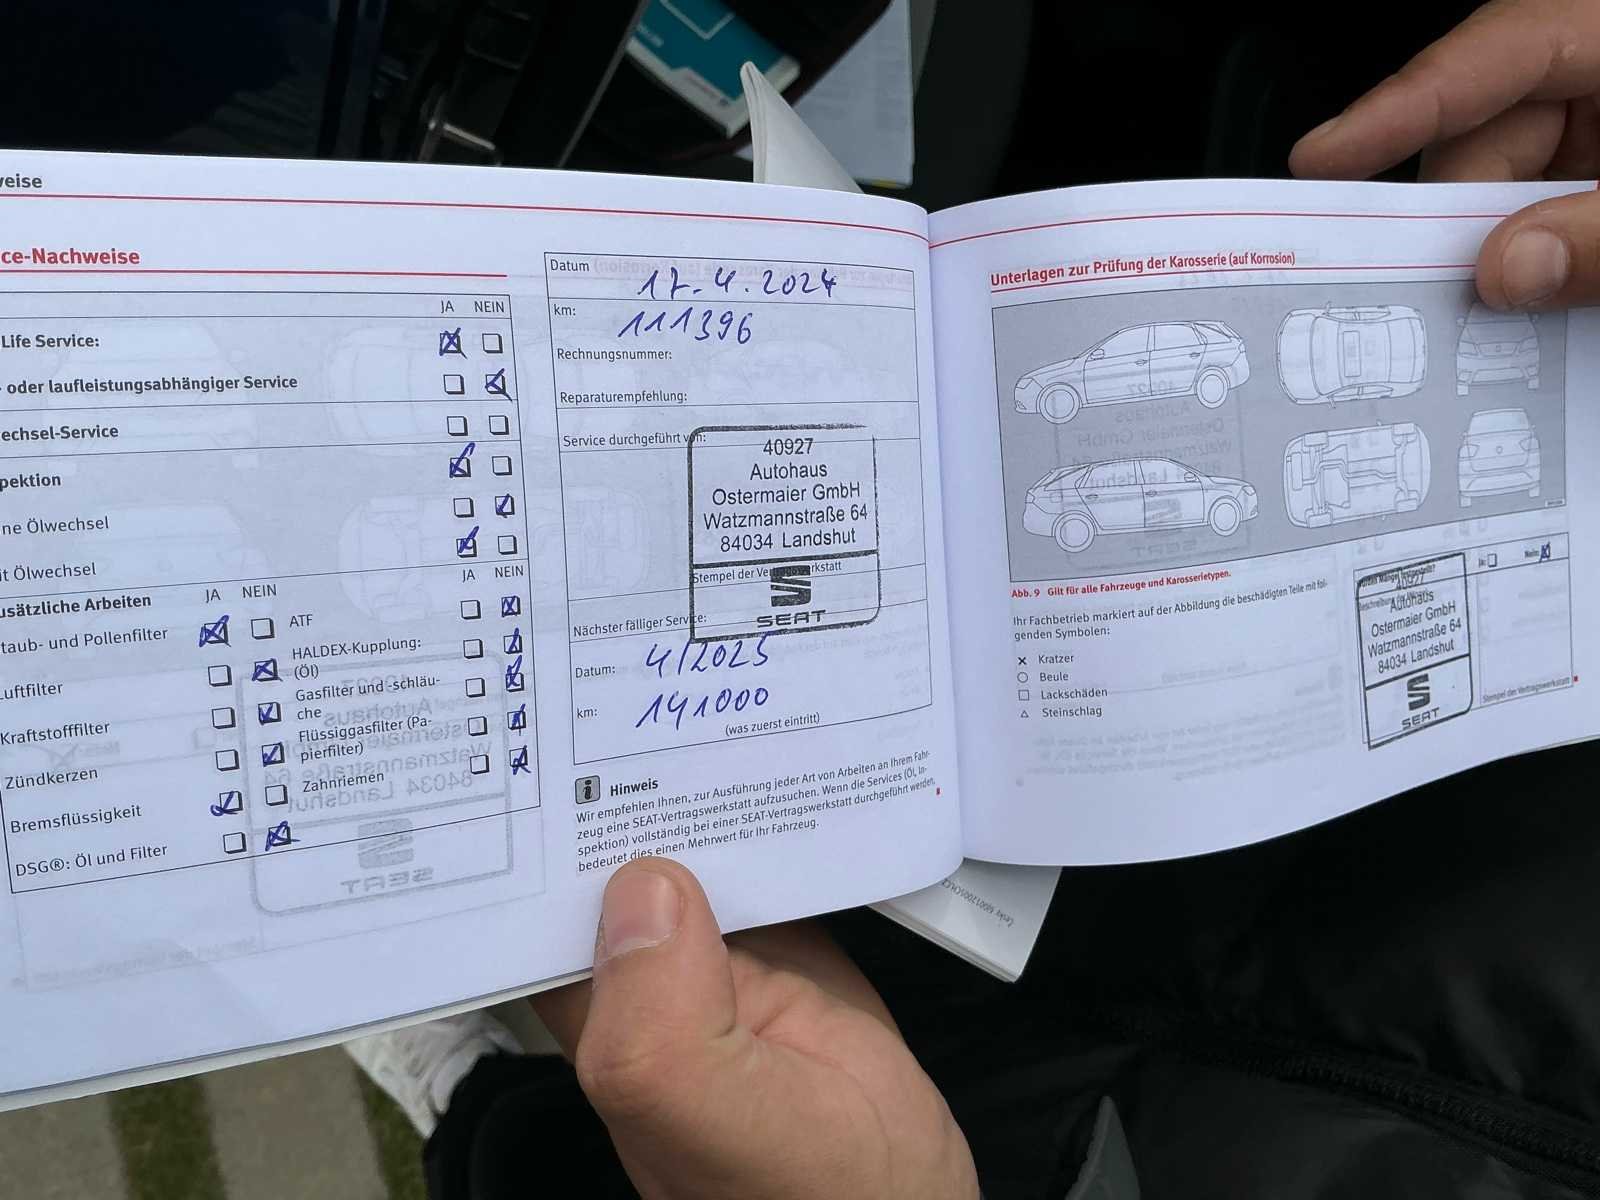 eise
ce-Nachweise
JA NEIN
Life Service:
- oder laufleistungsabhängiger Service
echsel-Service
pektion
ne Ölwechsel
it Ölwechsel
usätzliche Arbeiten JA NEIN
taub- und Pollenfilter
Luftfilter
Kraftstofffilter
Zündkerzen
Bremsflüssigkeit
DSG®: Öl und Filter
JA NEIN
ATF
HALDEX-Kupplung:
(Öl)
Gasfilter und -schläu-
che
Flüssiggasfilter (Pa-
pierfilter)
Zahnriemen
Datum 17.4.2024
km: 111396
Rechnungsnummer:
Reparaturempfehlung:
Service durchgeführt von:
40927
Autohaus
Ostermaier GmbH
Watzmannstraße 64
84034 Landshut
Stempel der Vertragswerkstatt
SEAT
Nächster fälliger Service:
Datum: 4/2025
km: 141000
(was zuerst eintritt)
Hinweis
Wir empfehlen Ihnen, zur Ausführung jeder Art von Arbeiten an Ihrem Fahr-
zeug eine SEAT-Vertragswerkstatt aufzusuchen. Wenn die Services (Öl, In-
spektion) vollständig bei einer SEAT-Vertragswerkstatt durchgeführt werden,
bedeutet dies einen Mehrwert für Ihr Fahrzeug.
Unterlagen zur Prüfung der Karosserie (auf Korrosion)
Abb. 9 Gilt für alle Fahrzeuge und Karosserietypen.
Ihr Fachbetrieb markiert auf der Abbildung die beschädigten Teile mit fol-
genden Symbolen:
Kratzer
Beule
Lackschäden
Steinschlag
Ja: Nein:
40927
Autohaus
Ostermaier GmbH
Watzmannstraße 64
84034 Landshut
SEAT
Stempel der Vertragswerkstatt